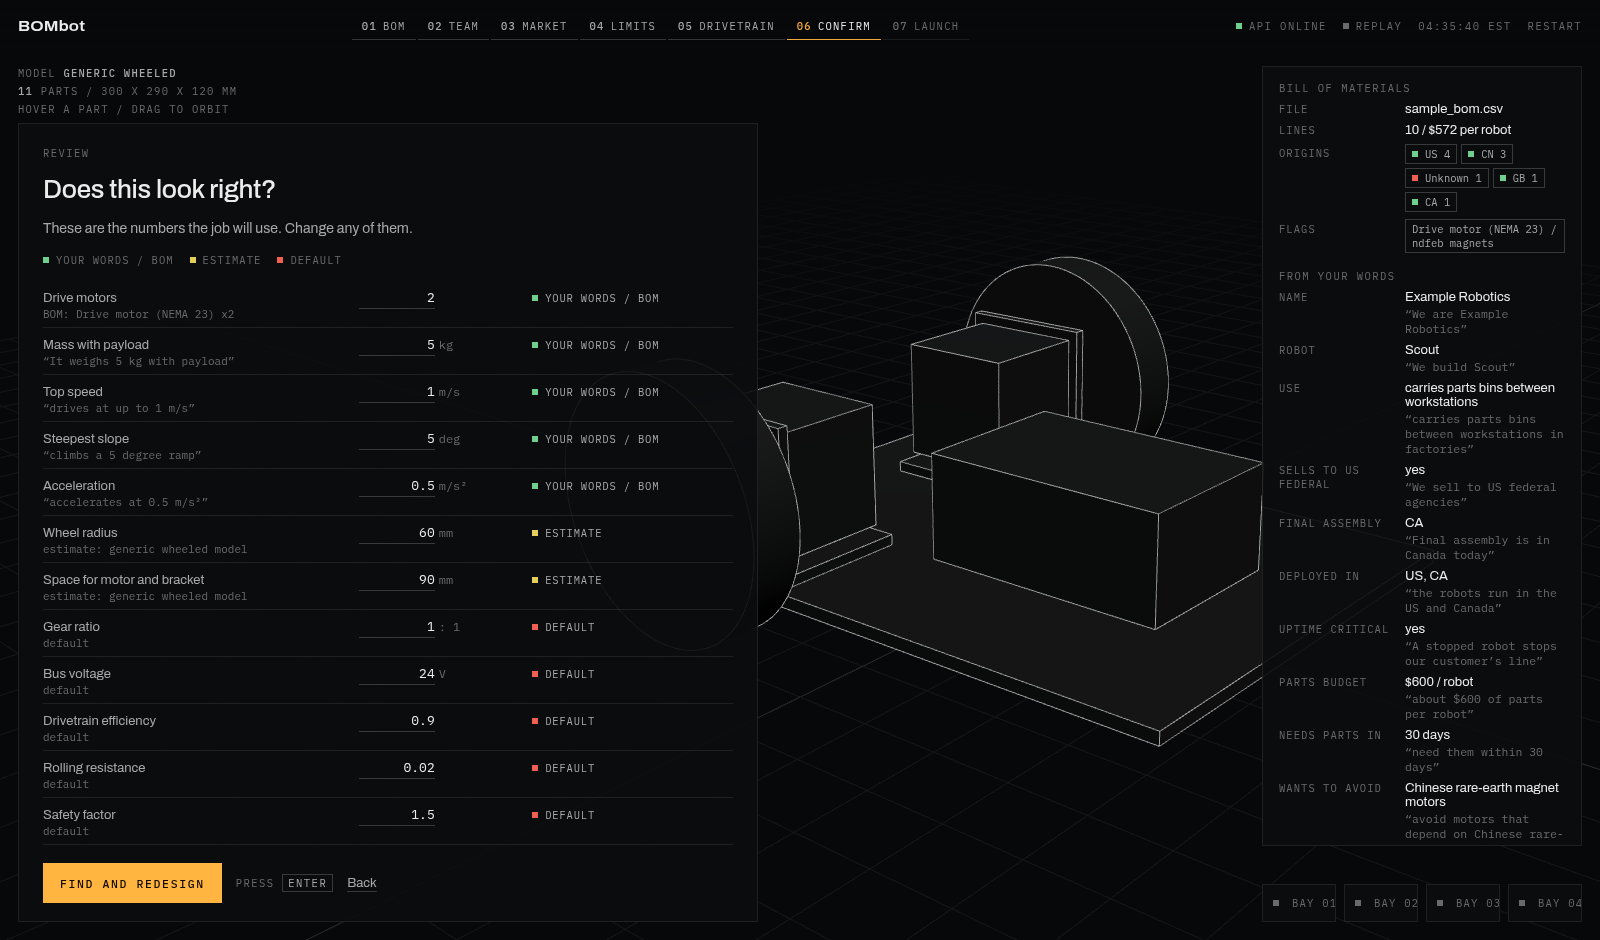 BOMbot
01 BOM
02 TEAM
03 MARKET
04 LIMITS
05 DRIVETRAIN
06 CONFIRM
07 LAUNCH
API ONLINE
REPLAY
04:35:40 EST
RESTART
MODEL GENERIC WHEELED
11 PARTS / 300 X 290 X 120 MM
HOVER A PART / DRAG TO ORBIT
REVIEW
Does this look right?
These are the numbers the job will use. Change any of them.
YOUR WORDS / BOM
ESTIMATE
DEFAULT
Drive motors 2 YOUR WORDS / BOM
BOM: Drive motor (NEMA 23) x2
Mass with payload 5 kg YOUR WORDS / BOM
“It weighs 5 kg with payload”
Top speed 1 m/s YOUR WORDS / BOM
“drives at up to 1 m/s”
Steepest slope 5 deg YOUR WORDS / BOM
“climbs a 5 degree ramp”
Acceleration 0.5 m/s² YOUR WORDS / BOM
“accelerates at 0.5 m/s²”
Wheel radius 60 mm ESTIMATE
estimate: generic wheeled model
Space for motor and bracket 90 mm ESTIMATE
estimate: generic wheeled model
Gear ratio 1 : 1 DEFAULT
default
Bus voltage 24 V DEFAULT
default
Drivetrain efficiency 0.9 DEFAULT
default
Rolling resistance 0.02 DEFAULT
default
Safety factor 1.5 DEFAULT
default
FIND AND REDESIGN
PRESS ENTER
Back
BILL OF MATERIALS
FILE sample_bom.csv
LINES 10 / $572 per robot
ORIGINS US 4 CN 3
Unknown 1 GB 1
CA 1
FLAGS Drive motor (NEMA 23) /
ndfeb magnets
FROM YOUR WORDS
NAME Example Robotics
“We are Example
Robotics”
ROBOT Scout
“We build Scout”
USE carries parts bins between
workstations
“carries parts bins
between workstations in
factories”
SELLS TO US yes
FEDERAL “We sell to US federal
agencies”
FINAL ASSEMBLY CA
“Final assembly is in
Canada today”
DEPLOYED IN US, CA
“the robots run in the
US and Canada”
UPTIME CRITICAL yes
“A stopped robot stops
our customer’s line”
PARTS BUDGET $600 / robot
“about $600 of parts
per robot”
NEEDS PARTS IN 30 days
“need them within 30
days”
WANTS TO AVOID Chinese rare-earth magnet
motors
“avoid motors that
depend on Chinese rare-
BAY 01
BAY 02
BAY 03
BAY 04